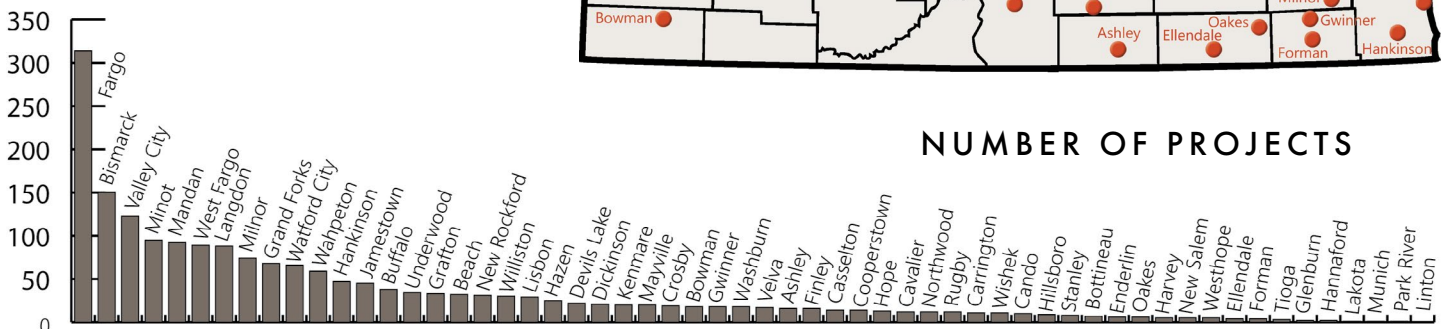 Bowman
Milnor
Oakes
Gwinner
Ashley
Ellendale
Forman
Hankinson
NUMBER OF PROJECTS
350
300
250
200
150
100
50
0
Fargo
Bismarck
Valley City
Minot
Mandan
West Fargo
Langdon
Milnor
Grand Forks
Watford City
Wahpeton
Hankinson
Jamestown
Buffalo
Underwood
Grafton
Beach
New Rockford
Williston
Lisbon
Hazen
Devils Lake
Dickinson
Kenmare
Mayville
Crosby
Bowman
Gwinner
Washburn
Velva
Ashley
Finley
Casselton
Cooperstown
Hope
Cavalier
Northwood
Rugby
Carrington
Wishek
Cando
Hillsboro
Stanley
Bottineau
Enderlin
Oakes
Harvey
New Salem
Westhope
Ellendale
Forman
Tioga
Glenburn
Hannaford
Lakota
Munich
Park River
Linton